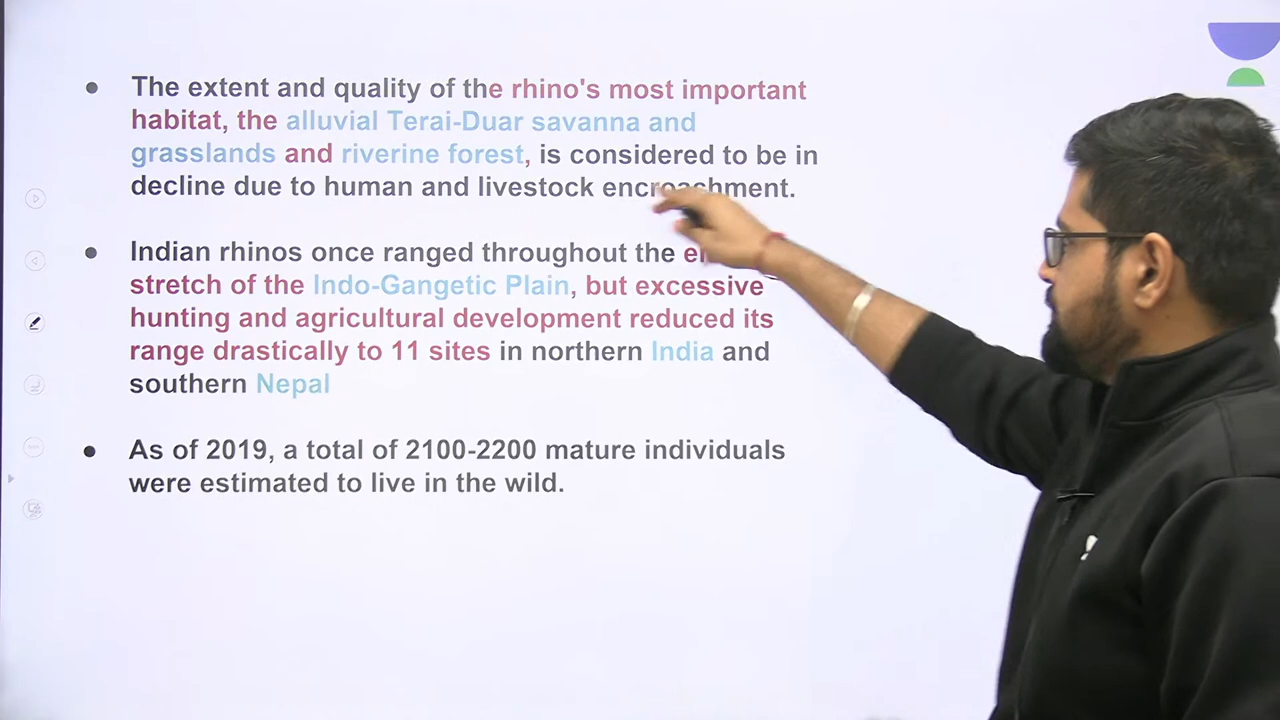 The extent and quality of the rhino's most important
habitat, the alluvial Terai-Duar savanna and
grasslands and riverine forest, is considered to be in
decline due to human and livestock encroachment.
Indian rhinos once ranged throughout the
stretch of the Indo-Gangetic Plain, but excessive
hunting and agricultural development reduced its
range drastically to 11 sites in northern India and
southern Nepal
As of 2019, a total of 2100-2200 mature individuals
were estimated to live in the wild.